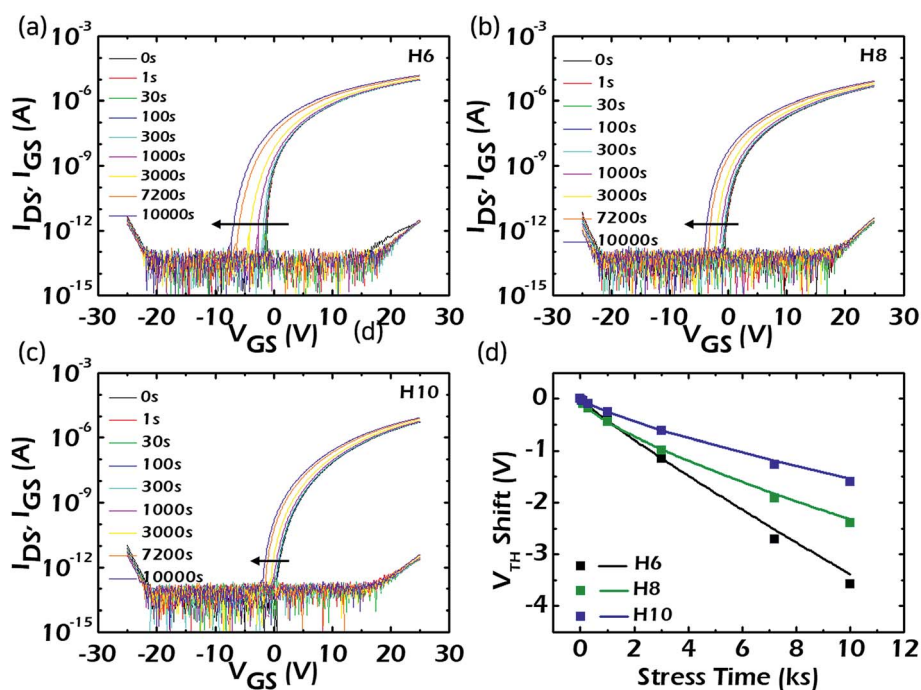 (a)
H6
I_DS, I_GS (A)
10^-3
10^-6
10^-9
10^-12
10^-15
0s
1s
30s
100s
300s
1000s
3000s
7200s
10000s
-30 -20 -10 0 10 20 30
V_GS (V)
(d)
(b)
H8
I_DS, I_GS (A)
10^-3
10^-6
10^-9
10^-12
10^-15
0s
1s
30s
100s
300s
1000s
3000s
7200s
10000s
-30 -20 -10 0 10 20 30
V_GS (V)
(c)
H10
I_DS, I_GS (A)
10^-3
10^-6
10^-9
10^-12
10^-15
0s
1s
30s
100s
300s
1000s
3000s
7200s
10000s
-30 -20 -10 0 10 20 30
V_GS (V)
(d)
V_TH Shift (V)
0
-1
-2
-3
-4
H6
H8
H10
0 2 4 6 8 10 12
Stress Time (ks)